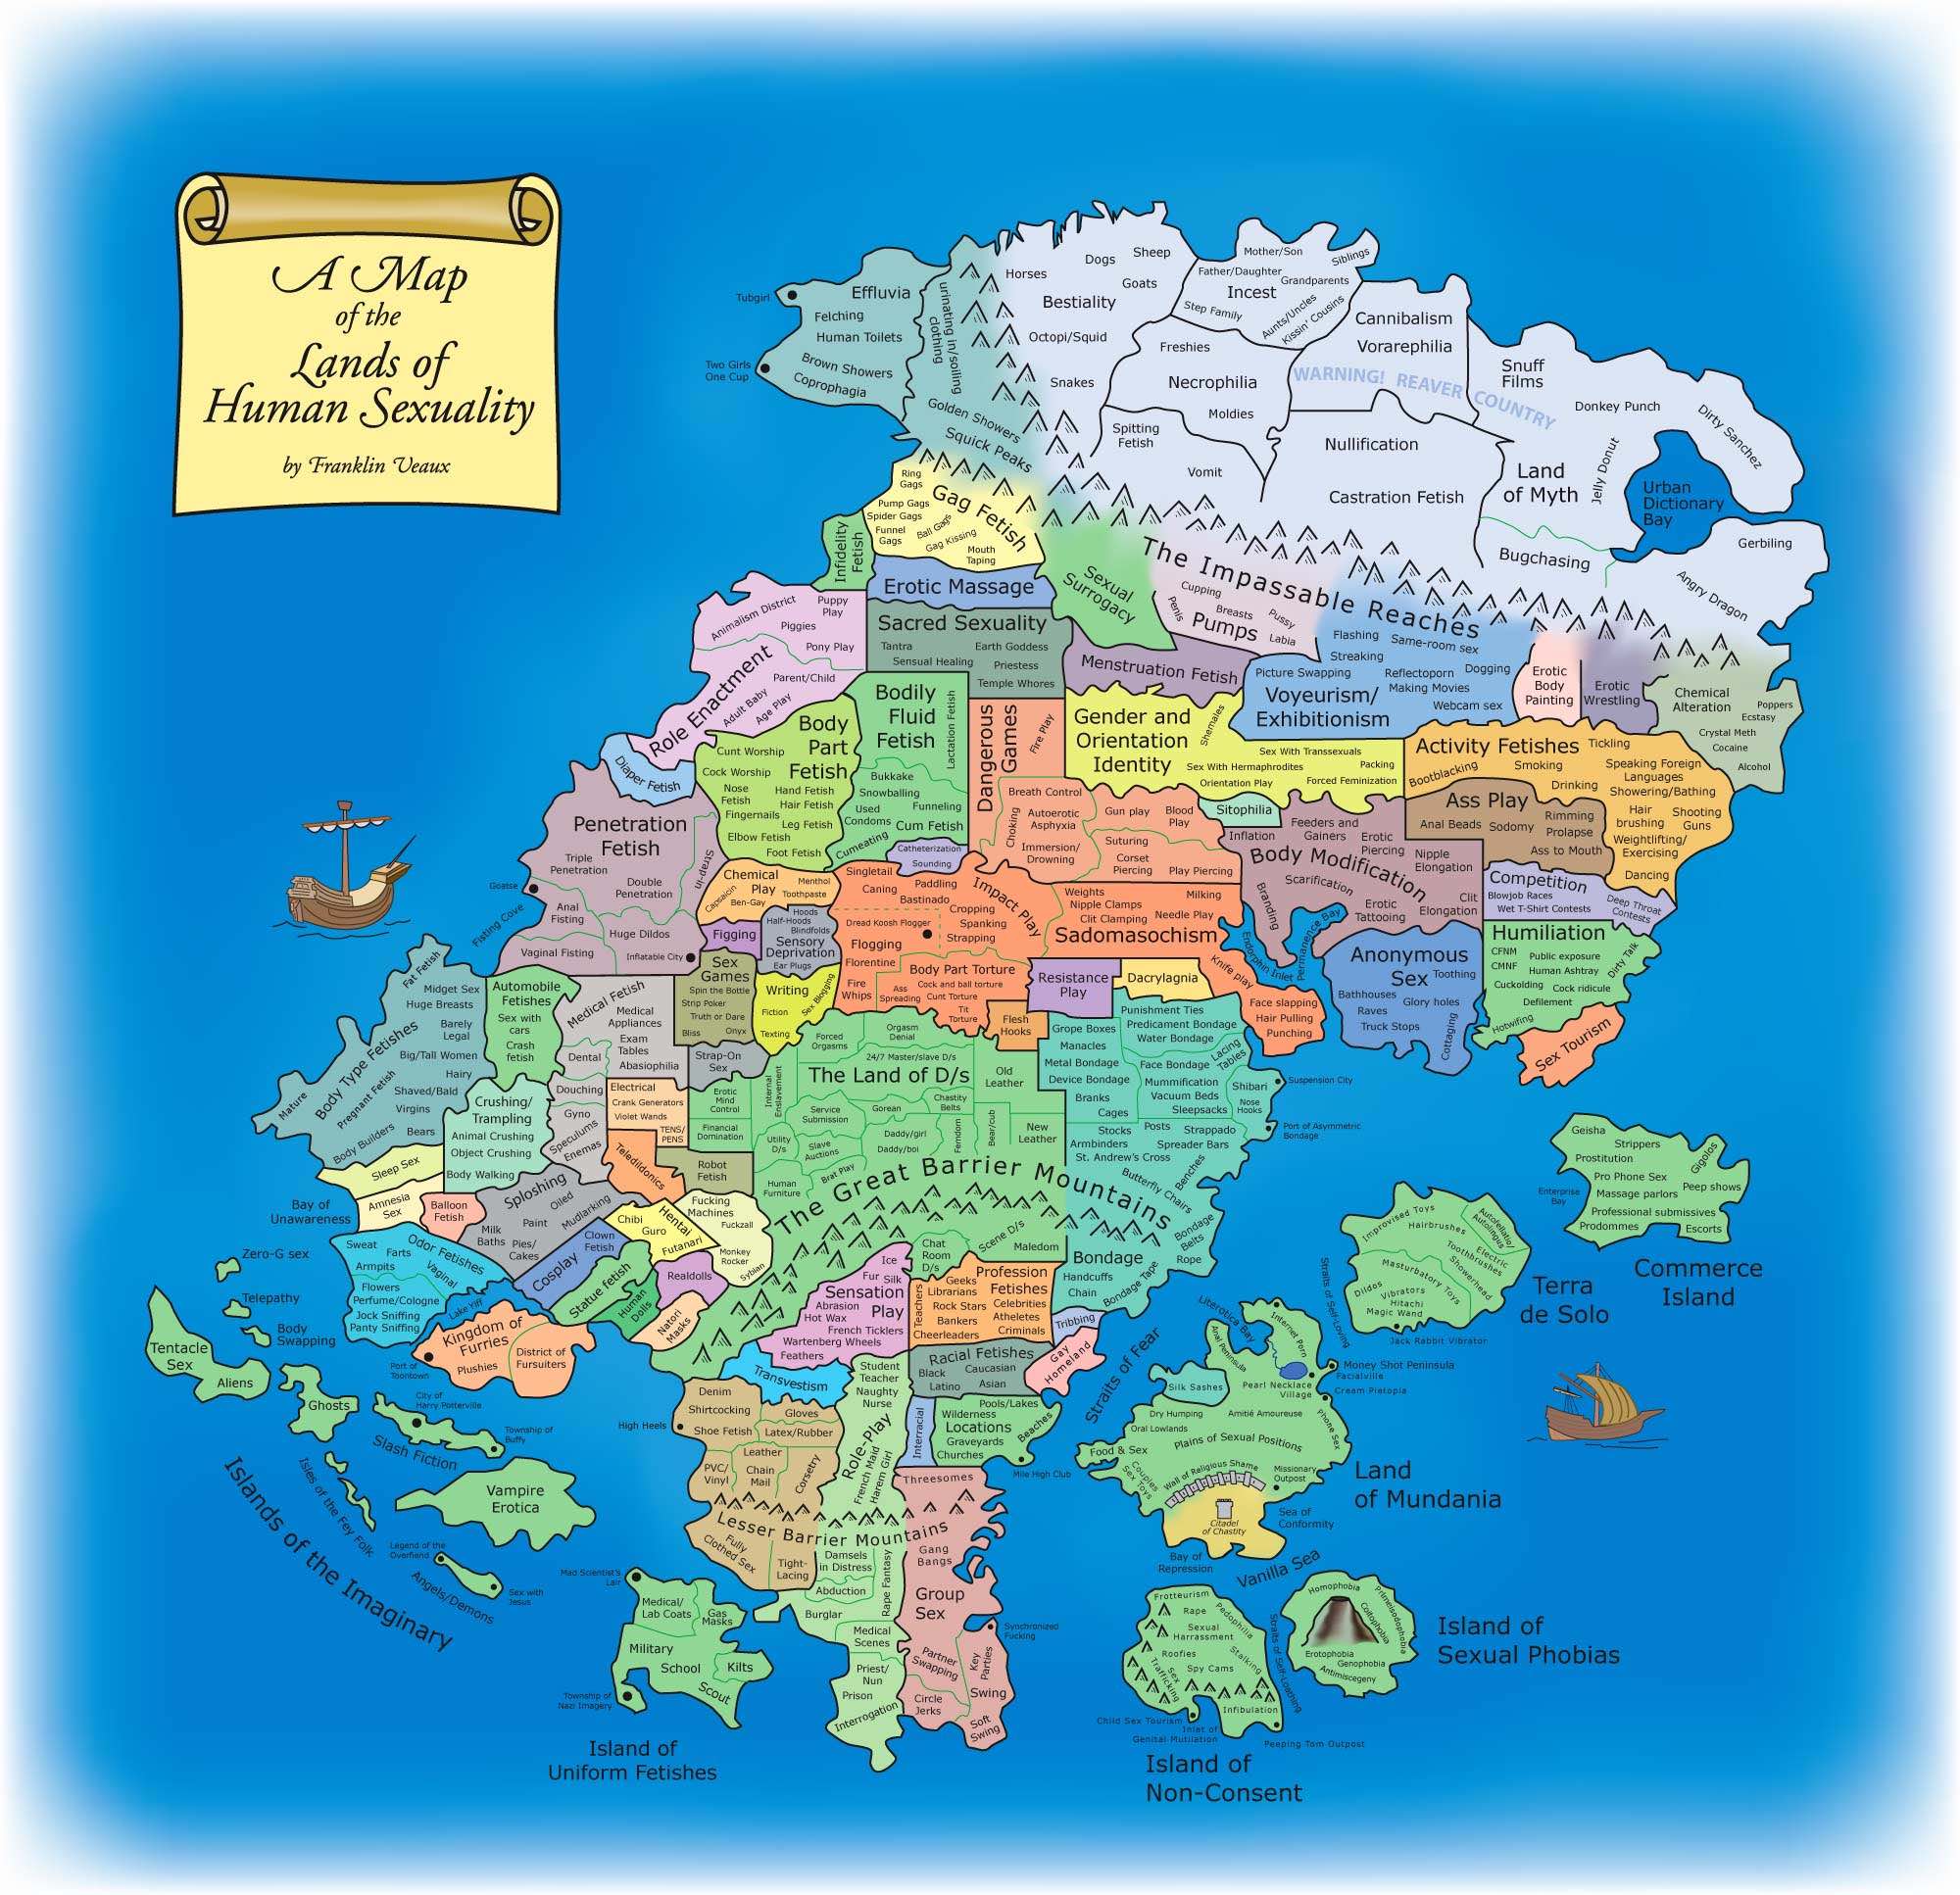 A Map
of the
Lands of
Human Sexuality
by Franklin Veaux
Tubgirl
Effluvia
Felching
Human Toilets
Brown Showers
Coprophagia
Two Girls
One Cup
urinating in/soiling
clothing
Golden Showers
Squick Peaks
Horses
Dogs
Sheep
Goats
Bestiality
Octopi/Squid
Snakes
Mother/Son
Siblings
Father/Daughter
Grandparents
Incest
Step Family
Aunts/Uncles
Kissin' Cousins
Freshies
Necrophilia
Moldies
Cannibalism
Vorarephilia
WARNING! REAVER COUNTRY
Snuff
Films
Donkey Punch
Dirty Sanchez
Spitting
Fetish
Vomit
Nullification
Castration Fetish
Land
of Myth
Jelly Donut
Urban
Dictionary
Bay
Bugchasing
Gerbiling
Angry Dragon
The Impassable Reaches
Ring
Gags
Gag Fetish
Pump Gags
Spider Gags
Funnel
Gags
Ball Gags
Gag Kissing
Mouth
Taping
Infidelity
Fetish
Erotic Massage
Sexual
Surrogacy
Cupping
Penis
Breasts
Pussy
Pumps
Labia
Flashing
Same-room sex
Streaking
Picture Swapping
Reflectoporn
Dogging
Making Movies
Voyeurism/
Exhibitionism
Webcam sex
Erotic
Body
Painting
Erotic
Wrestling
Chemical
Alteration
Poppers
Ecstasy
Crystal Meth
Cocaine
Alcohol
Animalism District
Puppy
Play
Piggies
Pony Play
Role Enactment
Parent/Child
Adult Baby
Age Play
Sacred Sexuality
Tantra
Earth Goddess
Sensual Healing
Priestess
Temple Whores
Menstruation Fetish
Diaper Fetish
Body
Part
Fetish
Cunt Worship
Cock Worship
Nose
Fetish
Hand Fetish
Hair Fetish
Fingernails
Leg Fetish
Elbow Fetish
Foot Fetish
Bodily
Fluid
Fetish
Lactation Fetish
Bukkake
Snowballing
Used
Condoms
Funneling
Cum Fetish
Cumeating
Catheterization
Sounding
Dangerous
Games
Fire Play
Breath Control
Choking
Autoerotic
Asphyxia
Immersion/
Drowning
Gun play
Blood
Play
Suturing
Corset
Piercing
Play Piercing
Gender and
Orientation
Identity
Shemales
Sex With Transsexuals
Sex With Hermaphrodites
Packing
Orientation Play
Forced Feminization
Sitophilia
Activity Fetishes
Tickling
Bootblacking
Smoking
Speaking Foreign
Languages
Drinking
Showering/Bathing
Hair
brushing
Shooting
Guns
Weightlifting/
Exercising
Dancing
Ass Play
Anal Beads
Sodomy
Rimming
Prolapse
Ass to Mouth
Inflation
Feeders and
Gainers
Erotic
Piercing
Nipple
Elongation
Body Modification
Scarification
Branding
Erotic
Tattooing
Clit
Elongation
Competition
Blowjob Races
Wet T-Shirt Contests
Deep Throat
Contests
Penetration
Fetish
Triple
Penetration
Double
Penetration
Strap-in
Goatse
Anal
Fisting
Fisting Cove
Huge Dildos
Vaginal Fisting
Inflatable City
Chemical
Play
Menthol
Capsaicin
Toothpaste
Ben-Gay
Figging
Hoods
Half-Hoods
Blindfolds
Sensory
Deprivation
Ear Plugs
Singletail
Caning
Paddling
Bastinado
Impact Play
Dread Koosh Flogger
Cropping
Spanking
Strapping
Flogging
Florentine
Fire
Whips
Body Part Torture
Cock and ball torture
Ass
Spreading
Cunt Torture
Tit
Torture
Weights
Nipple Clamps
Milking
Clit Clamping
Needle Play
Sadomasochism
Knife play
Face slapping
Hair Pulling
Punching
Endorphin Inlet
Permanence Bay
Anonymous
Sex
Toothing
Bathhouses
Glory holes
Raves
Truck Stops
Cottaging
Humiliation
CFNM
CMNF
Public exposure
Human Ashtray
Dirty Talk
Cuckolding
Cock ridicule
Defilement
Hotwifing
Sex Tourism
Resistance
Play
Dacrylagnia
Flesh
Hooks
Sex
Games
Spin the Bottle
Strip Poker
Truth or Dare
Bliss
Onyx
Writing
Fiction
Sex Blogging
Texting
Fat Fetish
Midget Sex
Huge Breasts
Barely
Legal
Body Type Fetishes
Big/Tall Women
Hairy
Mature
Pregnant Fetish
Shaved/Bald
Virgins
Body Builders
Bears
Automobile
Fetishes
Sex with
cars
Crash
fetish
Medical Fetish
Medical
Appliances
Exam
Tables
Dental
Abasiophilia
Douching
Gyno
Speculums
Enemas
Strap-On
Sex
Crushing/
Trampling
Animal Crushing
Object Crushing
Body Walking
Electrical
Crank Generators
Violet Wands
TENS/
PENS
Teledildonics
Erotic
Mind
Control
Financial
Domination
Robot
Fetish
Internal
Enslavement
Forced
Orgasms
Orgasm
Denial
24/7 Master/slave D/s
The Land of D/s
Old
Leather
Service
Submission
Gorean
Chastity
Belts
Utility
D/s
Slave
Auctions
Daddy/girl
Daddy/boi
Femdom
Bear/cub
New
Leather
Human
Furniture
Brat Play
The Great Barrier Mountains
Punishment Ties
Grope Boxes
Predicament Bondage
Manacles
Water Bondage
Lacing
Tables
Metal Bondage
Face Bondage
Device Bondage
Mummification
Vacuum Beds
Shibari
Suspension City
Branks
Sleepsacks
Nose
Hooks
Cages
Stocks
Posts
Strappado
Port of Asymmetric
Bondage
Armbinders
Spreader Bars
St. Andrew's Cross
Benches
Butterfly Chairs
Bondage
Belts
Rope
Bondage
Handcuffs
Chain
Bondage Tape
Sleep Sex
Amnesia
Sex
Bay of
Unawareness
Balloon
Fetish
Sploshing
Oiled
Mudlarking
Paint
Milk
Baths
Pies/
Cakes
Odor Fetishes
Sweat
Farts
Armpits
Vaginal
Flowers
Perfume/Cologne
Jock Sniffing
Panty Sniffing
Lake Yiff
Clown
Fetish
Cosplay
Chibi
Guro
Hentai
Futanari
Fucking
Machines
Fuckzall
Monkey
Rocker
Sybian
Statue fetish
Human
Dolls
Realdolls
Natori
Masks
Kingdom of
Furries
Plushies
District of
Fursuiters
Port of
Toontown
Chat
Room
D/s
Scene D/s
Maledom
Ice
Fur
Silk
Sensation
Play
Abrasion
Hot Wax
French Ticklers
Wartenberg Wheels
Feathers
Profession
Fetishes
Geeks
Librarians
Teachers
Rock Stars
Celebrities
Bankers
Atheletes
Cheerleaders
Criminals
Tribbing
Gay
Homeland
Racial Fetishes
Black
Caucasian
Latino
Asian
Interracial
Pools/Lakes
Wilderness
Locations
Graveyards
Churches
Beaches
Mile High Club
Transvestism
Denim
Shirtcocking
Gloves
High Heels
Shoe Fetish
Latex/Rubber
Leather
PVC/
Vinyl
Chain
Mail
Corsetry
Lesser Barrier Mountains
Fully
Clothed Sex
Tight-
Lacing
Student
Teacher
Naughty
Nurse
Role-Play
French Maid
Harem Girl
Damsels
in Distress
Abduction
Rape Fantasy
Burglar
Medical
Scenes
Priest/
Nun
Prison
Interrogation
Threesomes
Gang
Bangs
Group
Sex
Synchronized
Fucking
Partner
Swapping
Key
Parties
Swing
Circle
Jerks
Soft
Swing
Zero-G sex
Telepathy
Body
Swapping
Tentacle
Sex
Aliens
Ghosts
City of
Harry Potterville
Township of
Buffy
Slash Fiction
Isles of the Fey Folk
Vampire
Erotica
Legend of the
Overfiend
Angels/Demons
Sex with
Jesus
Islands of the Imaginary
Mad Scientist's
Lair
Medical/
Lab Coats
Gas
Masks
Military
School
Kilts
Scout
Township of
Nazi Imagery
Island of
Uniform Fetishes
Geisha
Strippers
Prostitution
Gigolos
Pro Phone Sex
Peep shows
Enterprise
Bay
Massage parlors
Professional submissives
Prodommes
Escorts
Commerce
Island
Improvised Toys
Hairbrushes
Autofellatio/
Autolingus
Electric
Toothbrushes
Showerhead
Masturbatory Toys
Dildos
Vibrators
Hitachi
Magic Wand
Jack Rabbit Vibrator
Terra
de Solo
Straits of Self-Loving
Literotica Bay
Internet Porn
Anal Peninsula
Money Shot Peninsula
Facialville
Cream Pietopia
Pearl Necklace
Village
Silk Sashes
Straits of Fear
Dry Humping
Amitié Amoureuse
Phone Sex
Oral Lowlands
Plains of Sexual Positions
Food & Sex
Couples
Sex Toys
Wall of Religious Shame
Missionary
Outpost
Citadel
of Chastity
Sea of
Conformity
Bay of
Repression
Vanilla Sea
Land
of Mundania
Frotteurism
Rape
Pedophilia
Sexual
Harrassment
Roofies
Stalking
Spy Cams
Sex
Trafficking
Infibulation
Child Sex Tourism
Inlet of
Genital Mutilation
Peeping Tom Outpost
Straits of Self-Loathing
Island of
Non-Consent
Homophobia
Primeisodophobia
Coitophobia
Erotophobia
Genophobia
Antimiscegeny
Island of
Sexual Phobias